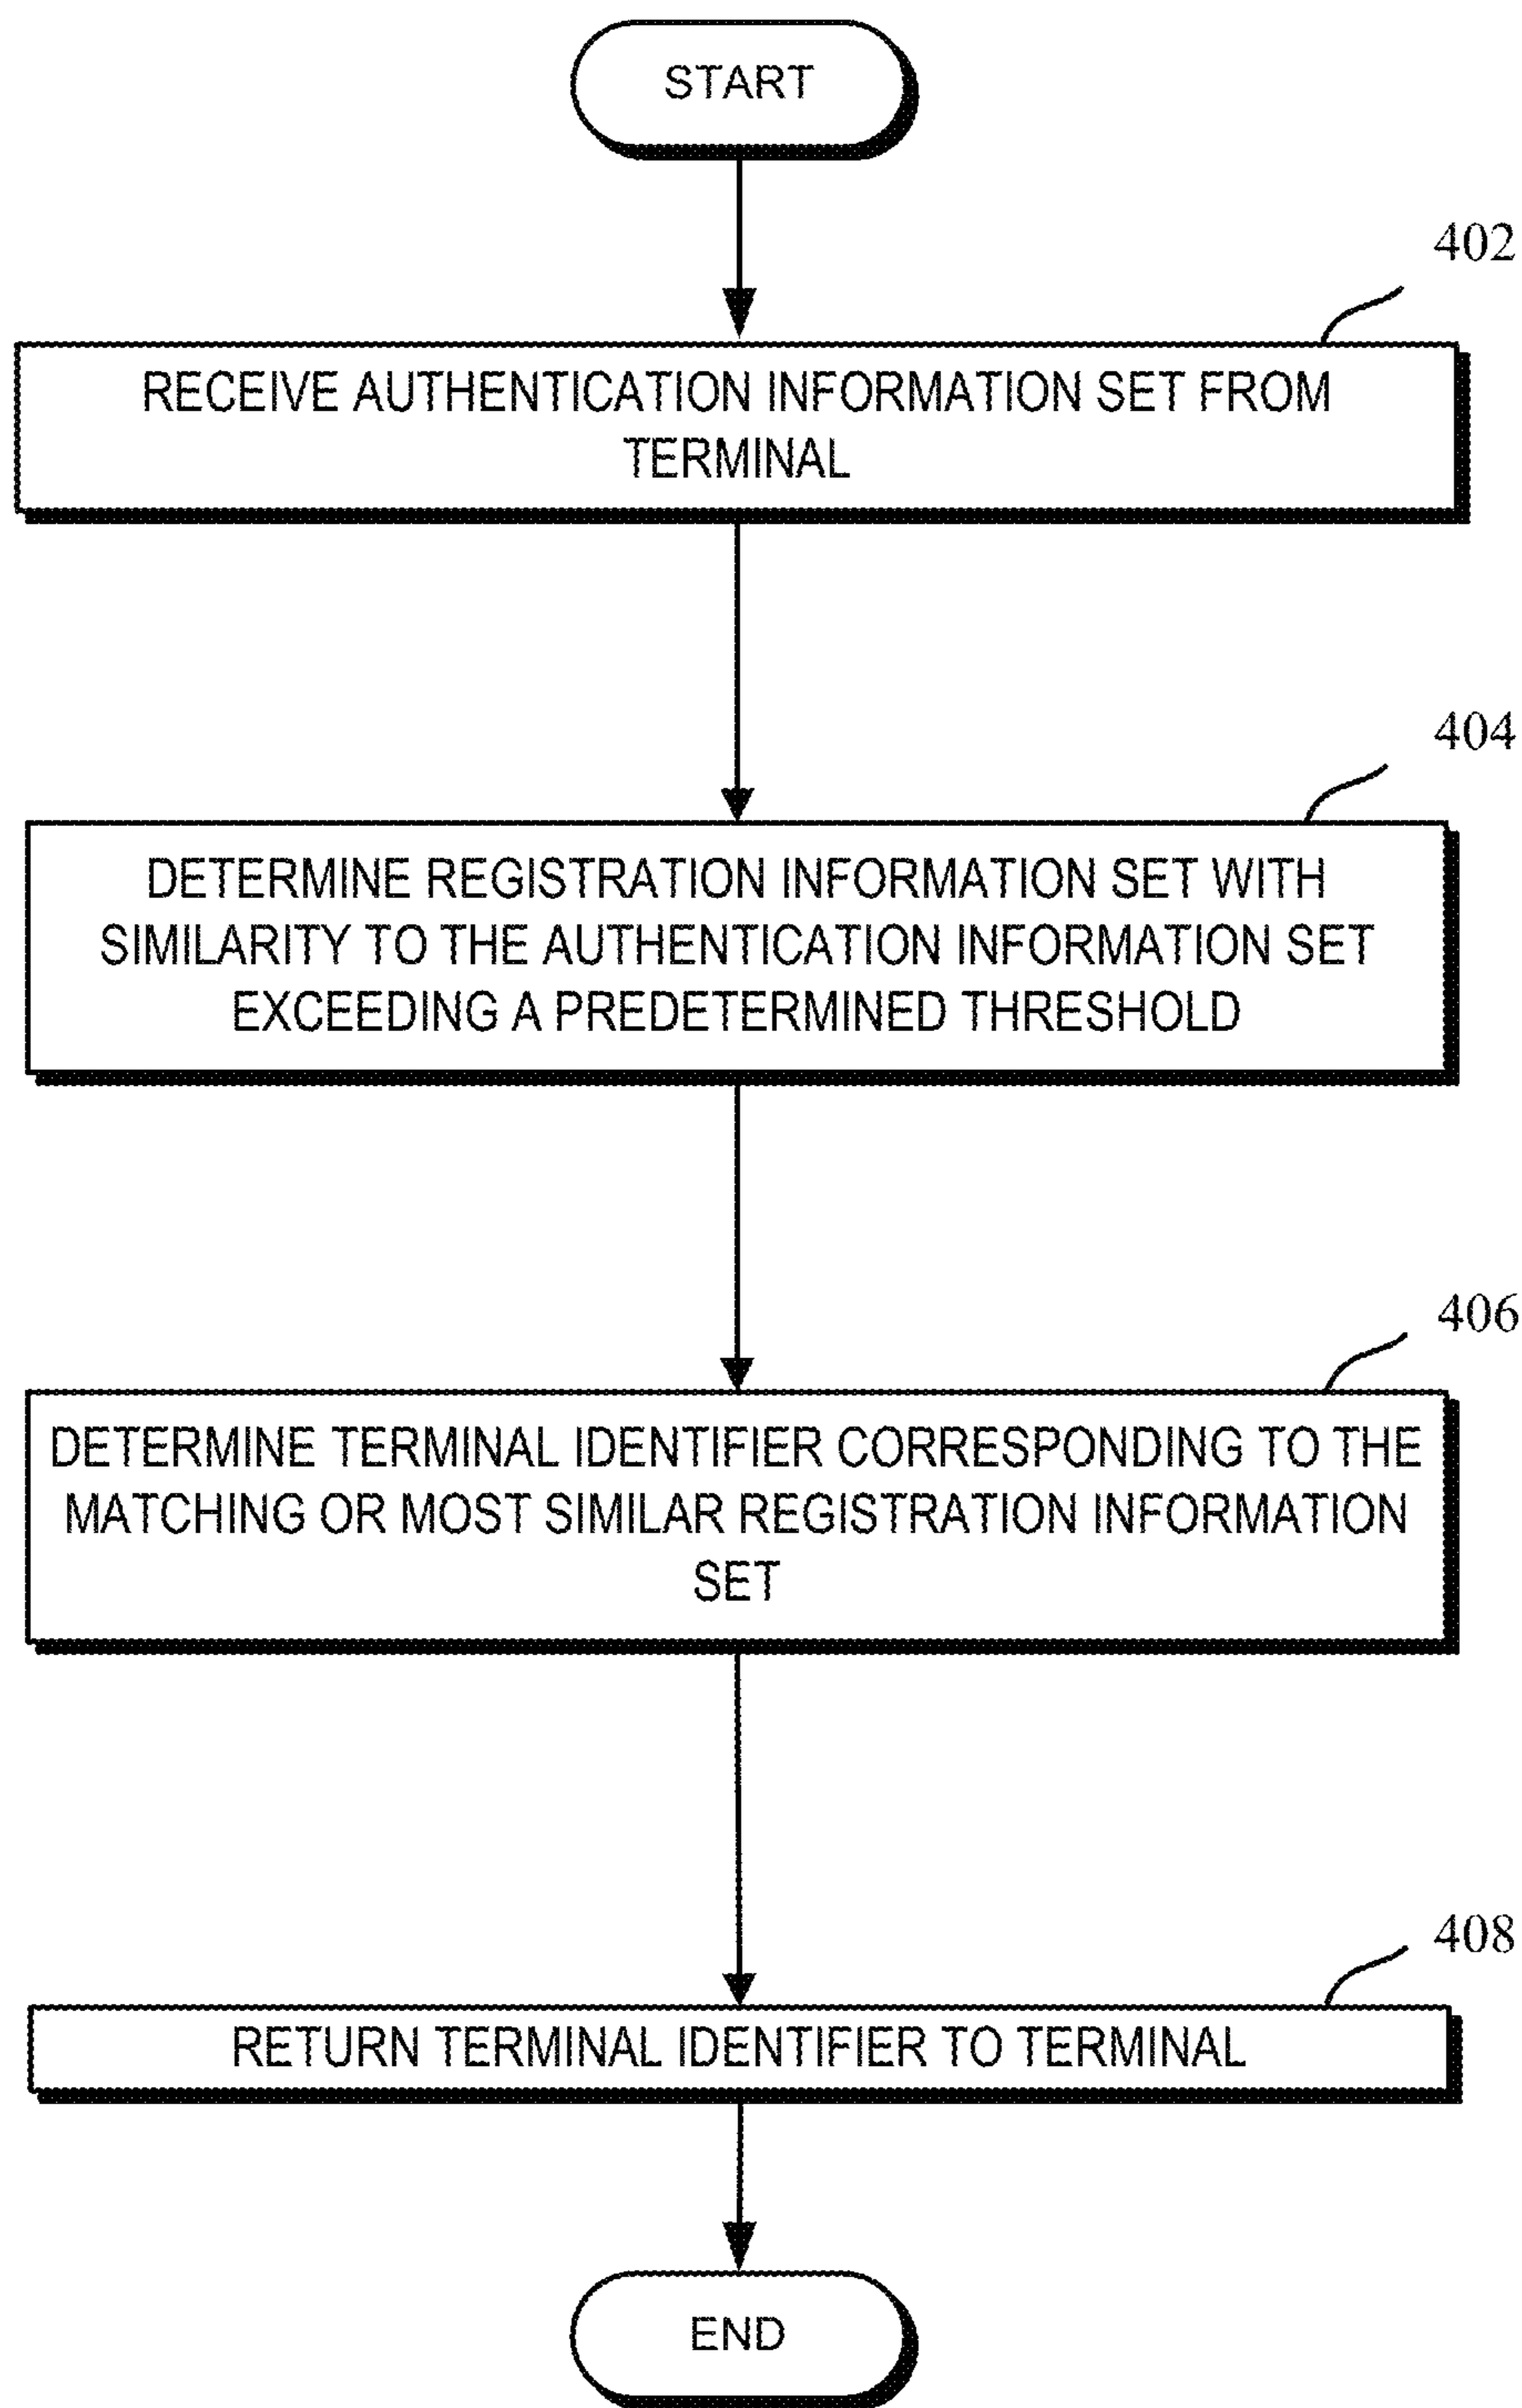 START
402
RECEIVE AUTHENTICATION INFORMATION SET FROM
TERMINAL
404
DETERMINE REGISTRATION INFORMATION SET WITH
SIMILARITY TO THE AUTHENTICATION INFORMATION SET
EXCEEDING A PREDETERMINED THRESHOLD
406
DETERMINE TERMINAL IDENTIFIER CORRESPONDING TO THE
MATCHING OR MOST SIMILAR REGISTRATION INFORMATION
SET
408
RETURN TERMINAL IDENTIFIER TO TERMINAL
END